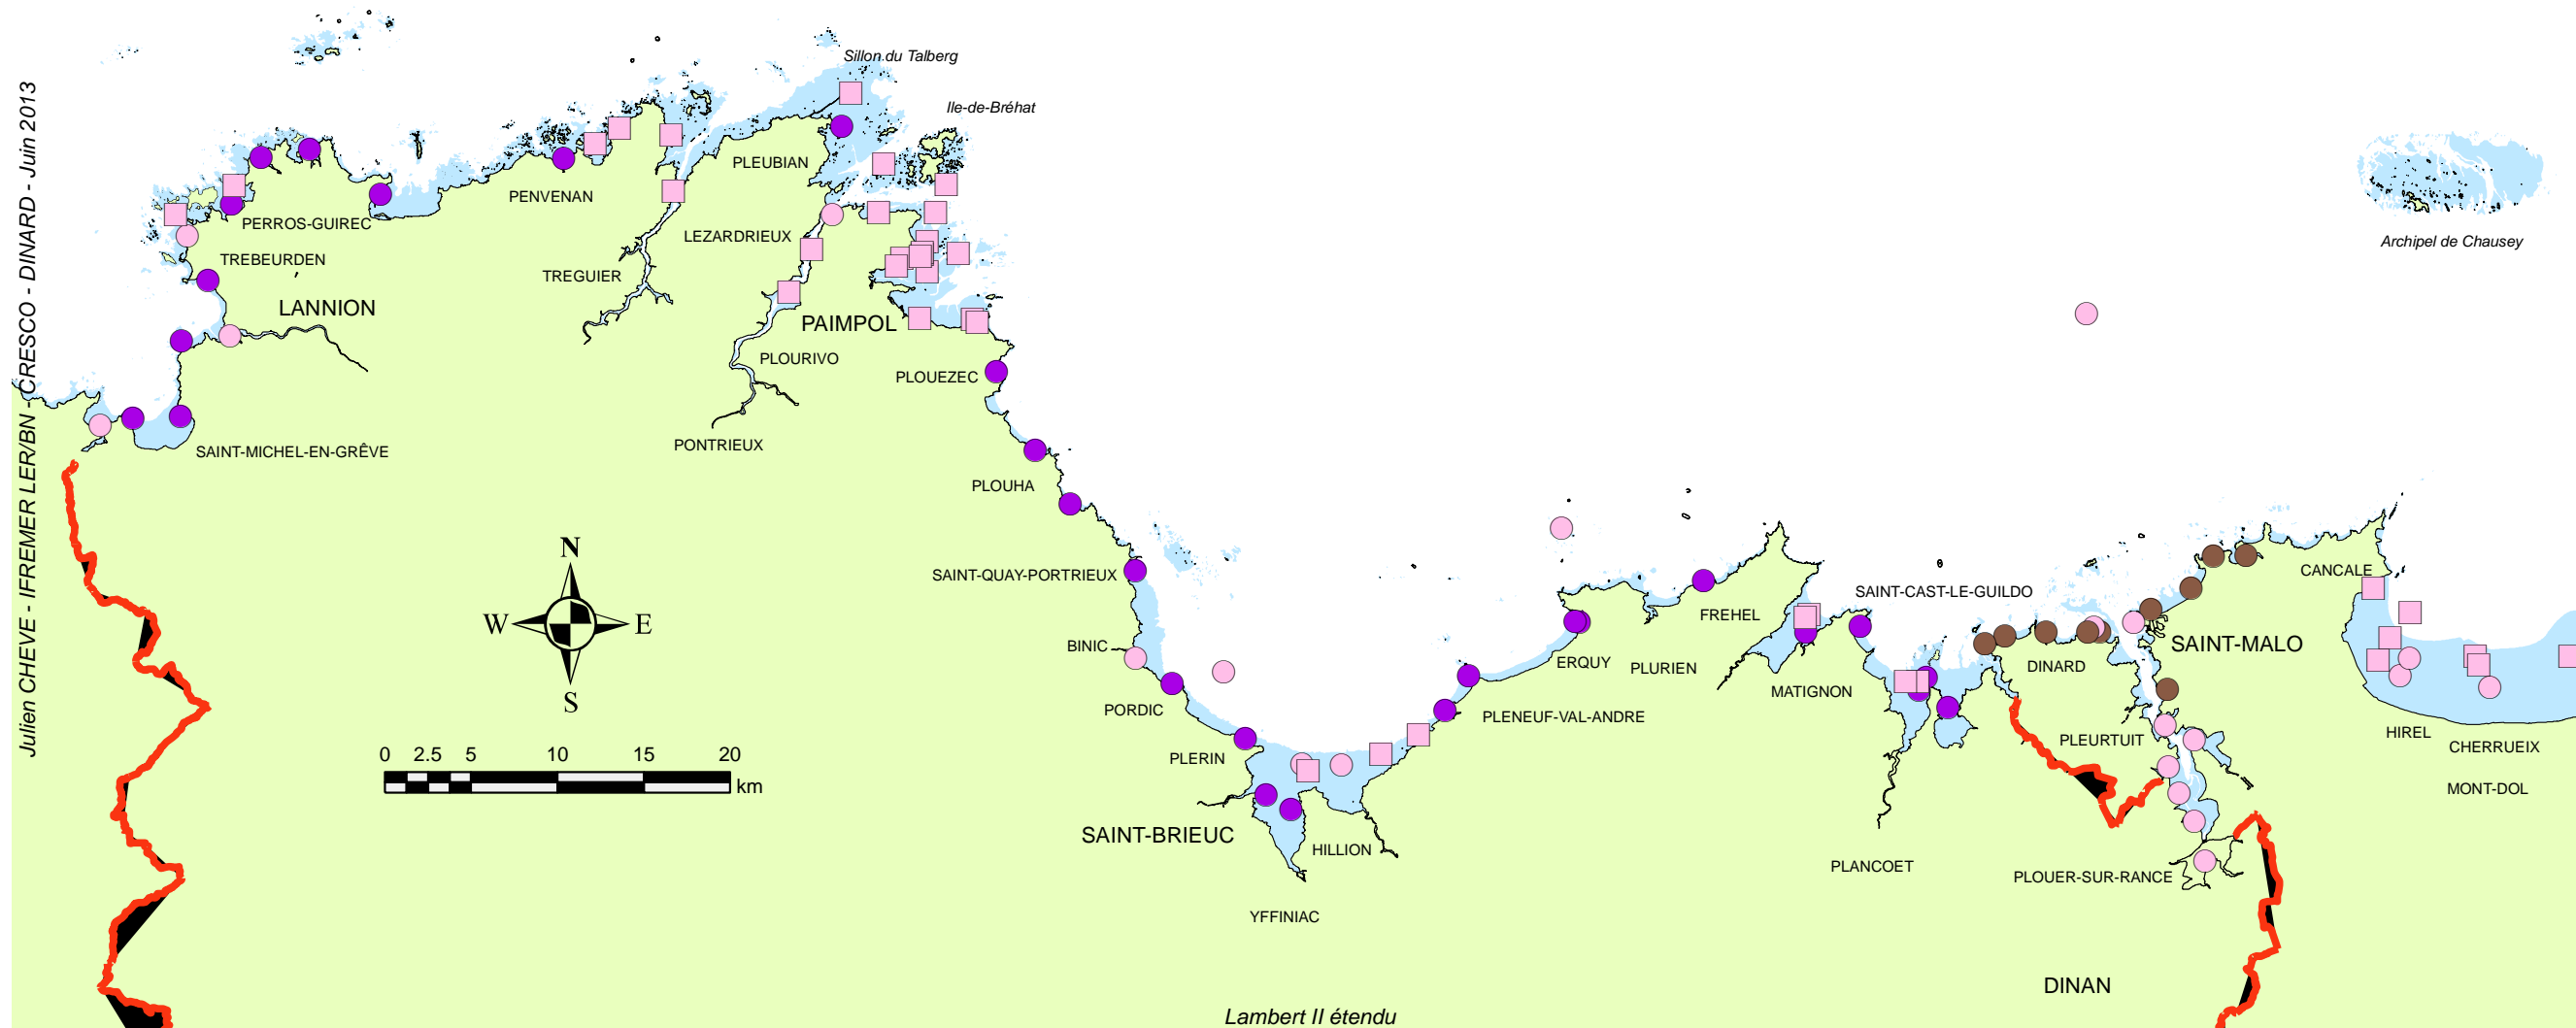 Julien CHEVE - IFREMER LER/BN - CRESCO - DINARD - Juin 2013
Sillon du Talberg
Ile-de-Bréhat
PLEUBIAN
PENVENAN
PERROS-GUIREC
LEZARDRIEUX
TREBEURDEN
TREGUIER
Archipel de Chausey
LANNION
PAIMPOL
PLOURIVO
PLOUEZEC
PONTRIEUX
SAINT-MICHEL-EN-GRÊVE
PLOUHA
N
W
E
S
SAINT-QUAY-PORTRIEUX
CANCALE
SAINT-CAST-LE-GUILDO
FREHEL
BINIC
SAINT-MALO
ERQUY
PLURIEN
DINARD
MATIGNON
PORDIC
PLENEUF-VAL-ANDRE
HIREL
PLEURTUIT
CHERRUEIX
0 2.5 5 10 15 20
km
PLERIN
MONT-DOL
SAINT-BRIEUC
HILLION
PLANCOET
PLOUER-SUR-RANCE
YFFINIAC
DINAN
Lambert II étendu